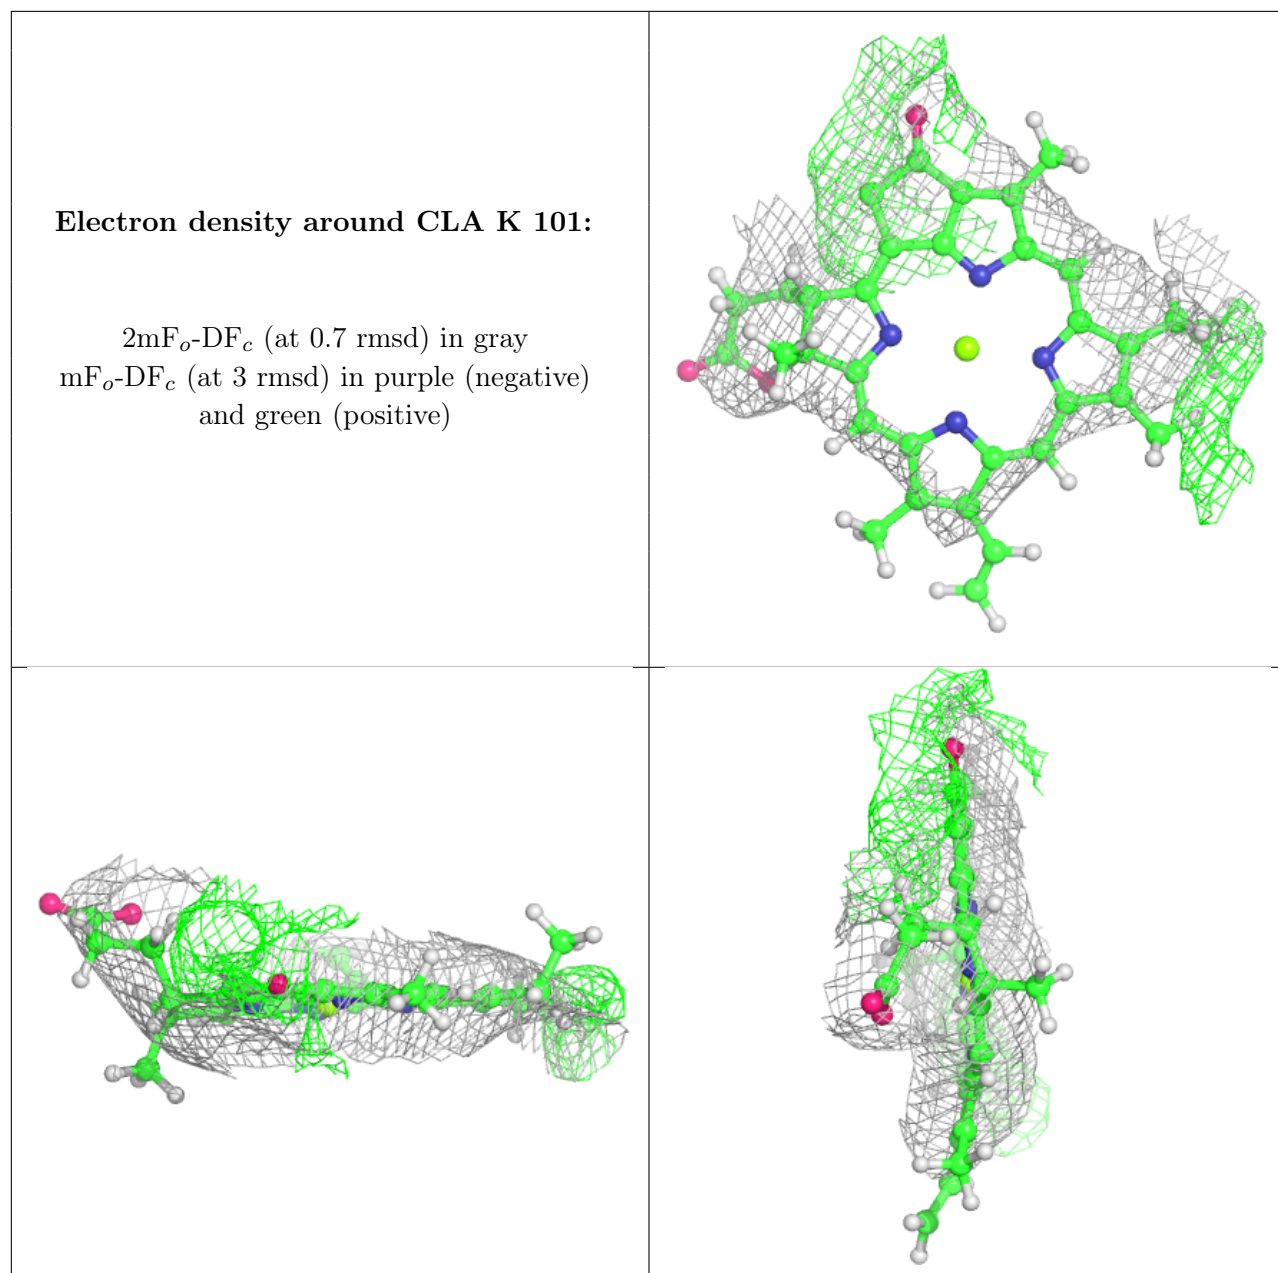 Electron density around CLA K 101:
2mFₒ-DF𝑐 (at 0.7 rmsd) in gray
mFₒ-DF𝑐 (at 3 rmsd) in purple (negative)
and green (positive)